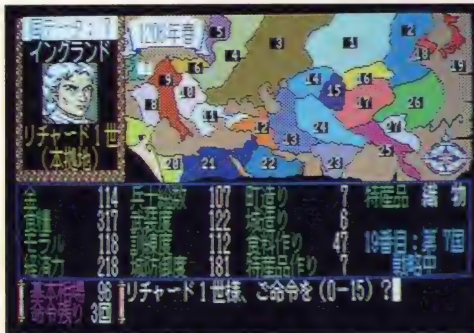 国データ:7
1206年春
イングランド
リチャード1世
(本拠地)
金 114 兵士総数 107 町造り 7 特産品 織物
食糧 317 武装度 122 城造り 6
モラル 118 訓練度 112 食料作り 47 19番目:第7回
経済力 218 城防御度 181 特産品作り 7 戦略中
基本相場 96
命令残り 3回
リチャード1世様、ご命令を(0-15)?